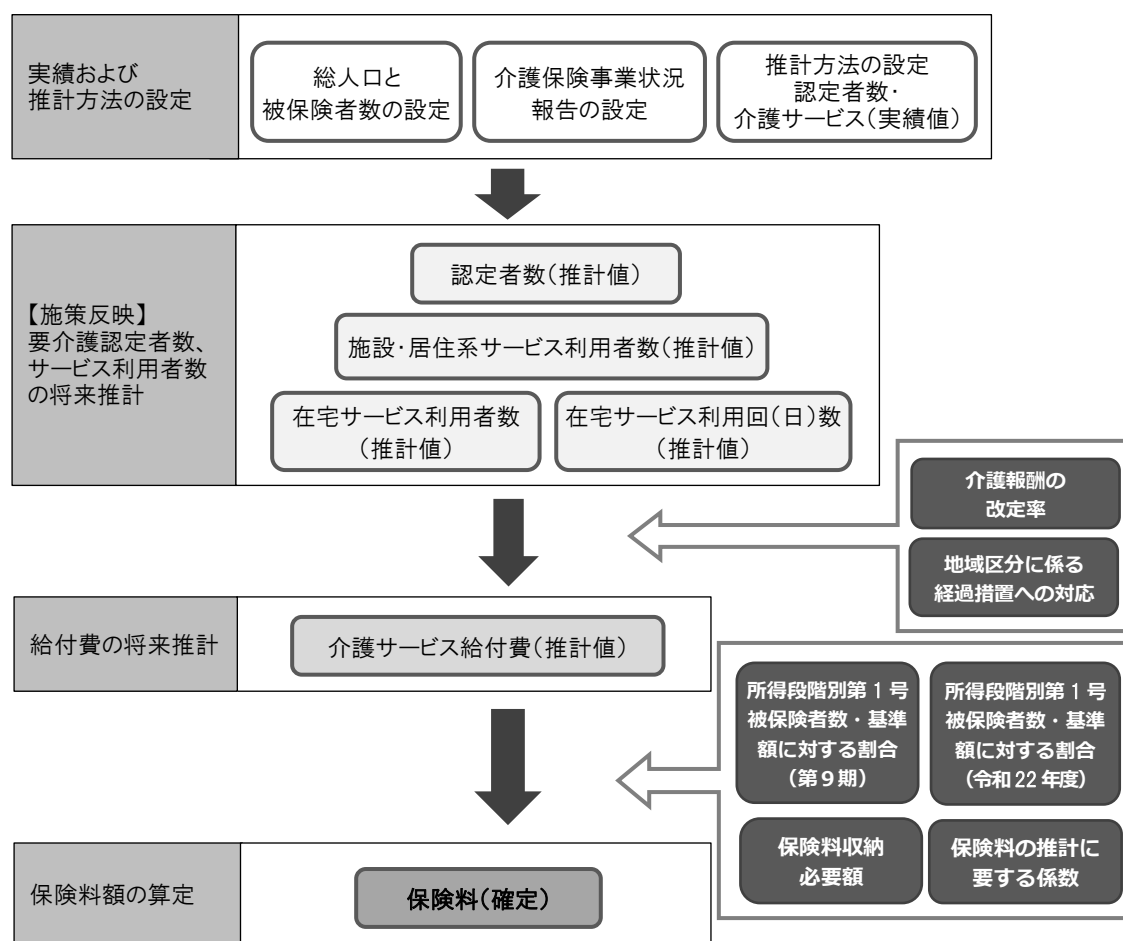 実績および
推計方法の設定
総人口と
被保険者数の設定
介護保険事業状況
報告の設定
推計方法の設定
認定者数・
介護サービス(実績値)
【施策反映】
要介護認定者数、
サービス利用者数
の将来推計
認定者数(推計値)
施設・居住系サービス利用者数(推計値)
在宅サービス利用者数
(推計値)
在宅サービス利用回(日)数
(推計値)
介護報酬の
改定率
地域区分に係る
経過措置への対応
給付費の将来推計
介護サービス給付費(推計値)
所得段階別第1号
被保険者数・基準
額に対する割合
(第9期)
所得段階別第1号
被保険者数・基準
額に対する割合
(令和22年度)
保険料収納
必要額
保険料の推計に
要する係数
保険料額の算定
保険料(確定)